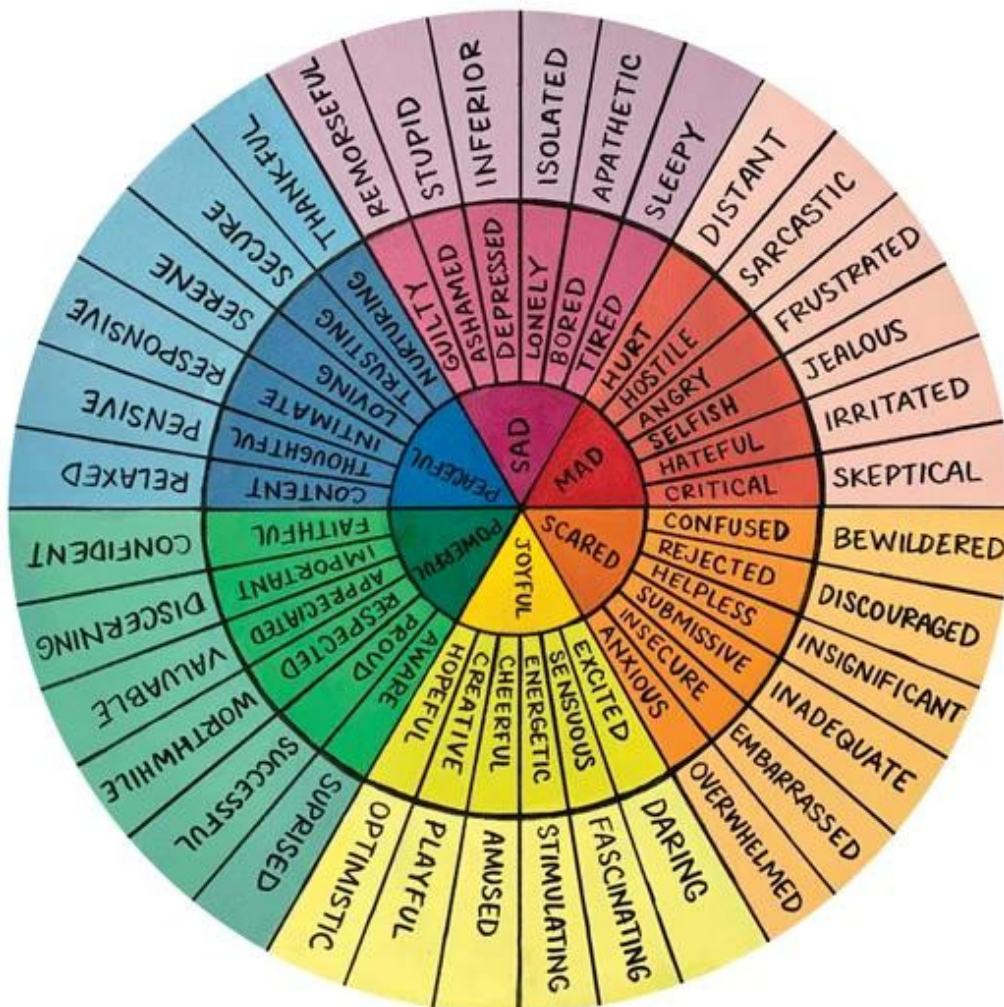 SAD
MAD
SCARED
JOYFUL
POWERFUL
PEACEFUL
GUILTY
ASHAMED
DEPRESSED
LONELY
BORED
TIRED
HURT
HOSTILE
ANGRY
SELFISH
HATEFUL
CRITICAL
CONFUSED
REJECTED
HELPLESS
SUBMISSIVE
INSECURE
ANXIOUS
EXCITED
SENSUOUS
ENERGETIC
CHEERFUL
CREATIVE
HOPEFUL
AWARE
PROUD
RESPECTED
APPRECIATED
IMPORTANT
FAITHFUL
CONTENT
THOUGHTFUL
INTIMATE
LOVING
TRUSTING
NURTURING
REMORSEFUL
STUPID
INFERIOR
ISOLATED
APATHETIC
SLEEPY
DISTANT
SARCASTIC
FRUSTRATED
JEALOUS
IRRITATED
SKEPTICAL
BEWILDERED
DISCOURAGED
INSIGNIFICANT
INADEQUATE
EMBARRASSED
OVERWHELMED
DARING
FASCINATING
STIMULATING
AMUSED
PLAYFUL
OPTIMISTIC
SUPRISED
SUCCESSFUL
WORTHWHILE
VALUABLE
DISCERNING
CONFIDENT
RELAXED
PENSIVE
RESPONSIVE
SERENE
SECURE
THANKFUL